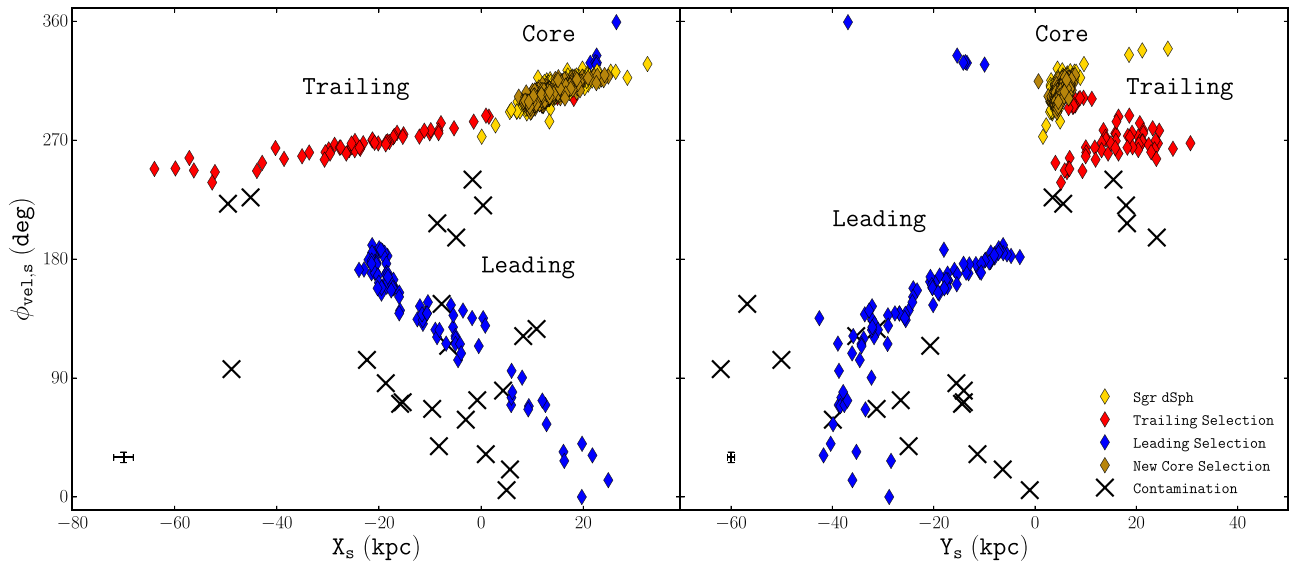 360
270
180
90
0
ϕvel,s (deg)
Core
Trailing
Leading
−80
−60
−40
−20
0
20
Xs (kpc)
Core
Trailing
Leading
Sgr dSph
Trailing Selection
Leading Selection
New Core Selection
Contamination
−60
−40
−20
0
20
40
Ys (kpc)